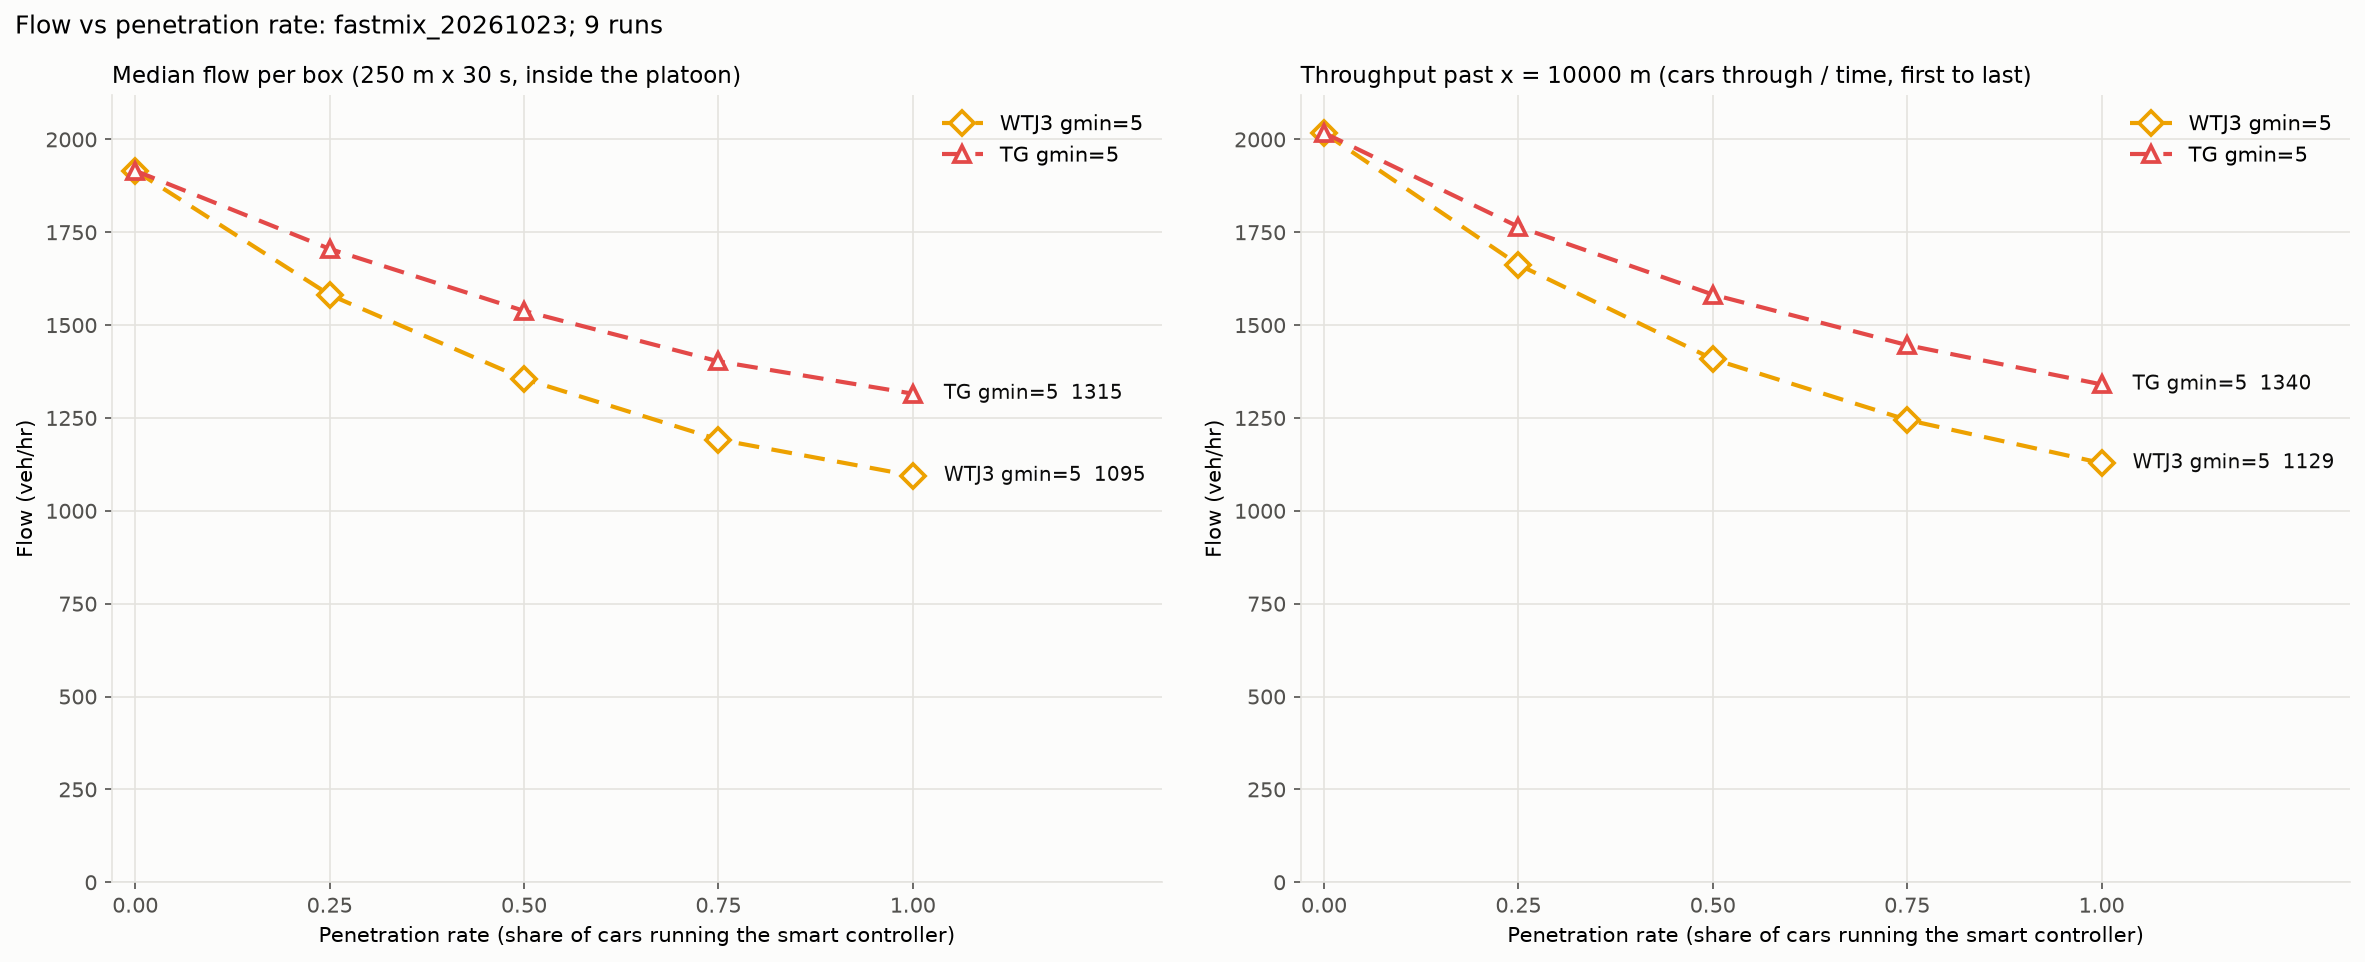 Flow vs penetration rate: fastmix_20261023; 9 runs
Median flow per box (250 m x 30 s, inside the platoon)
WTJ3 gmin=5
TG gmin=5
2000
1750
1500
1250
1000
750
500
250
0
Flow (veh/hr)
TG gmin=5 1315
WTJ3 gmin=5 1095
0.00
0.25
0.50
0.75
1.00
Penetration rate (share of cars running the smart controller)
Throughput past x = 10000 m (cars through / time, first to last)
WTJ3 gmin=5
TG gmin=5
2000
1750
1500
1250
1000
750
500
250
0
Flow (veh/hr)
TG gmin=5 1340
WTJ3 gmin=5 1129
0.00
0.25
0.50
0.75
1.00
Penetration rate (share of cars running the smart controller)